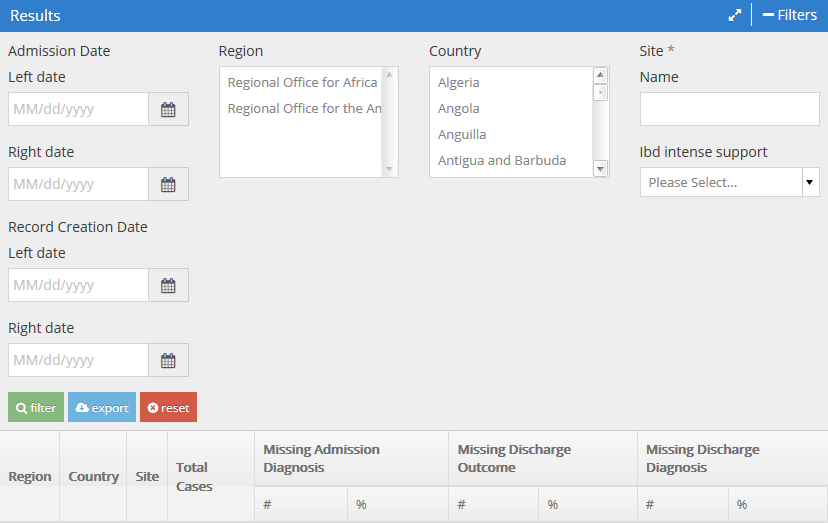 Results
Filters
Admission Date
Left date
MM/dd/yyyy
Right date
MM/dd/yyyy
Record Creation Date
Left date
MM/dd/yyyy
Right date
MM/dd/yyyy
Region
Regional Office for Africa
Regional Office for the Am
Country
Algeria
Angola
Anguilla
Antigua and Barbuda
Site *
Name
Ibd intense support
Please Select...
filter
export
reset
Region
Country
Site
Total
Cases
Missing Admission
Diagnosis
Missing Discharge
Outcome
Missing Discharge
Diagnosis
# % # % # %